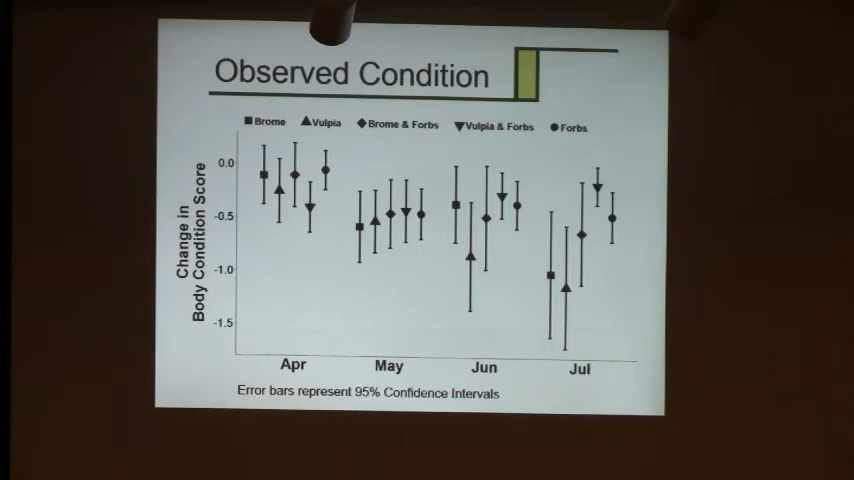 Observed Condition
Brome Vulpia Brome & Forbs Vulpia & Forbs Forbs
0.0
-0.5
-1.0
-1.5
Change in
Body Condition Score
Apr May Jun Jul
Error bars represent 95% Confidence Intervals